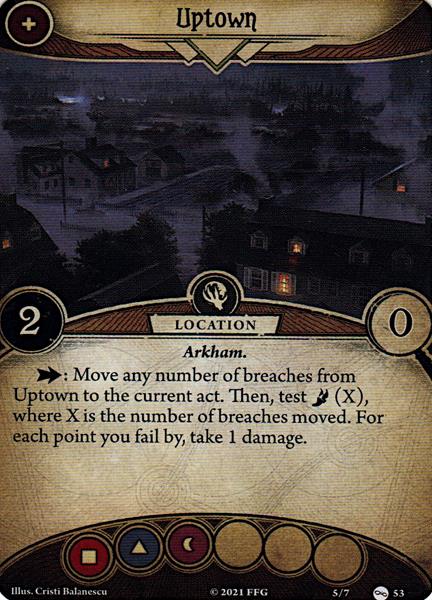 Uptown
2
LOCATION
0
Arkham.
: Move any number of breaches from
Uptown to the current act. Then, test (X),
where X is the number of breaches moved. For
each point you fail by, take 1 damage.
Illus. Cristi Balanescu
© 2021 FFG
5/7
53